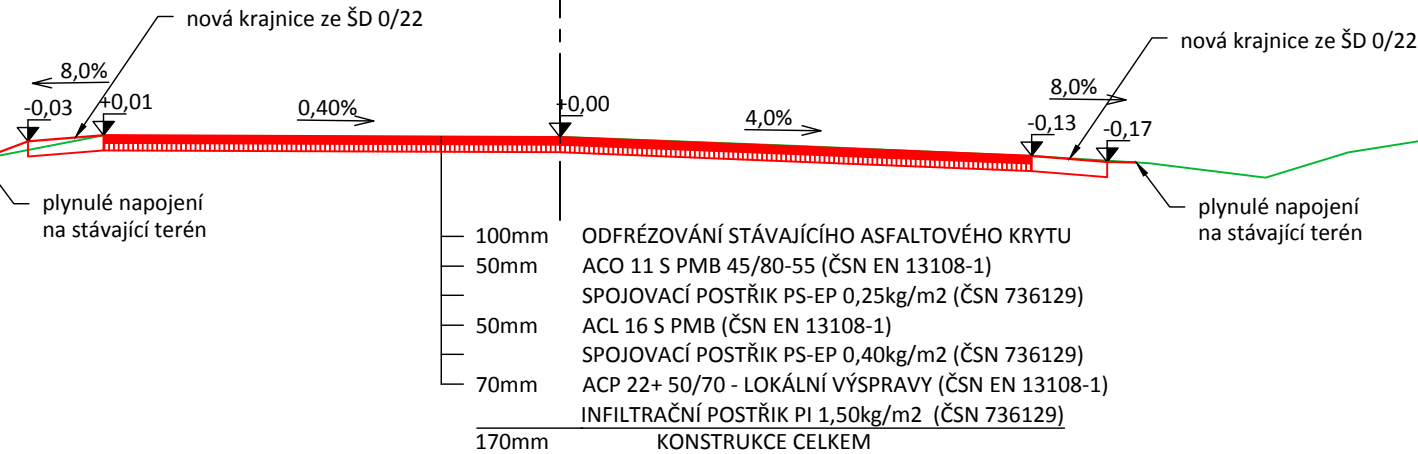 nová krajnice ze ŠD 0/22
nová krajnice ze ŠD 0/22
8,0%
-0,03
+0,01
0,40%
+0,00
4,0%
8,0%
-0,13
-0,17
plynulé napojení
na stávající terén
plynulé napojení
na stávající terén
100mm ODFRÉZOVÁNÍ STÁVAJÍCÍHO ASFALTOVÉHO KRYTU
50mm ACO 11 S PMB 45/80-55 (ČSN EN 13108-1)
SPOJOVACÍ POSTŘIK PS-EP 0,25kg/m2 (ČSN 736129)
50mm ACL 16 S PMB (ČSN EN 13108-1)
SPOJOVACÍ POSTŘIK PS-EP 0,40kg/m2 (ČSN 736129)
70mm ACP 22+ 50/70 - LOKÁLNÍ VÝSPRAVY (ČSN EN 13108-1)
INFILTRAČNÍ POSTŘIK PI 1,50kg/m2 (ČSN 736129)
170mm KONSTRUKCE CELKEM